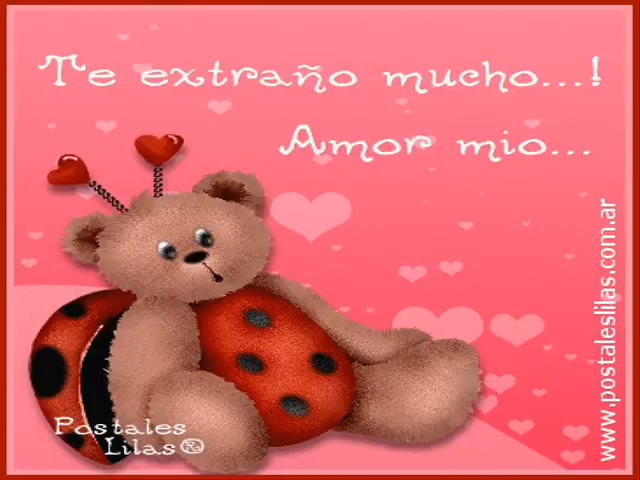 Te extraño mucho...!
Amor mio...
www.postaleslilas.com.ar
Postales
Lilas®